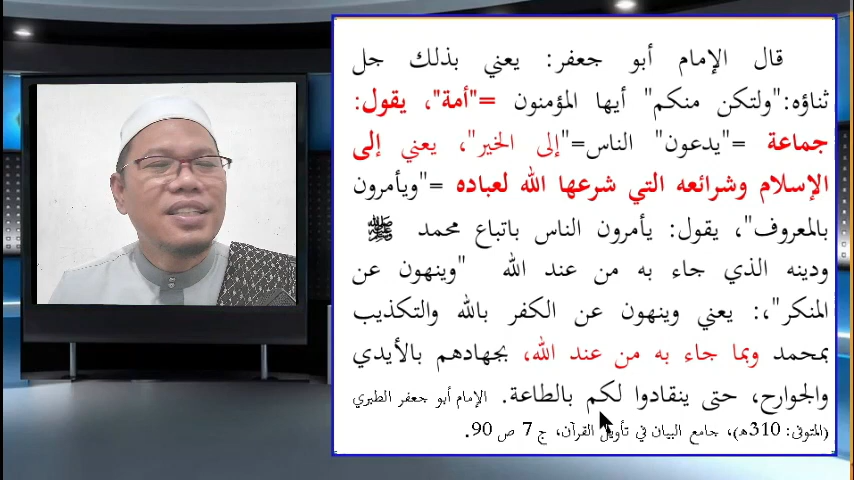 قال الإمام أبو جعفر: يعني بذلك جل
ثناؤه:"ولتكن منكم" أيها المؤمنون ="أمة"، يقول:
جماعة ="يدعون" الناس="إلى الخير"، يعني إلى
الإسلام وشرائعه التي شرعها الله لعباده ="ويأمرون
بالمعروف"، يقول: يأمرون الناس باتباع محمد ﷺ
ودينه الذي جاء به من عند الله "وينهون عن
المنكر"،: يعني وينهون عن الكفر بالله والتكذيب
بمحمد وبما جاء به من عند الله، بجهادهم بالأيدي
والجوارح، حتى ينقادوا لكم بالطاعة. الإمام أبو جعفر الطبري
(المتوفى: 310هـ)، جامع البيان في تأويل القرآن، ج 7 ص 90.